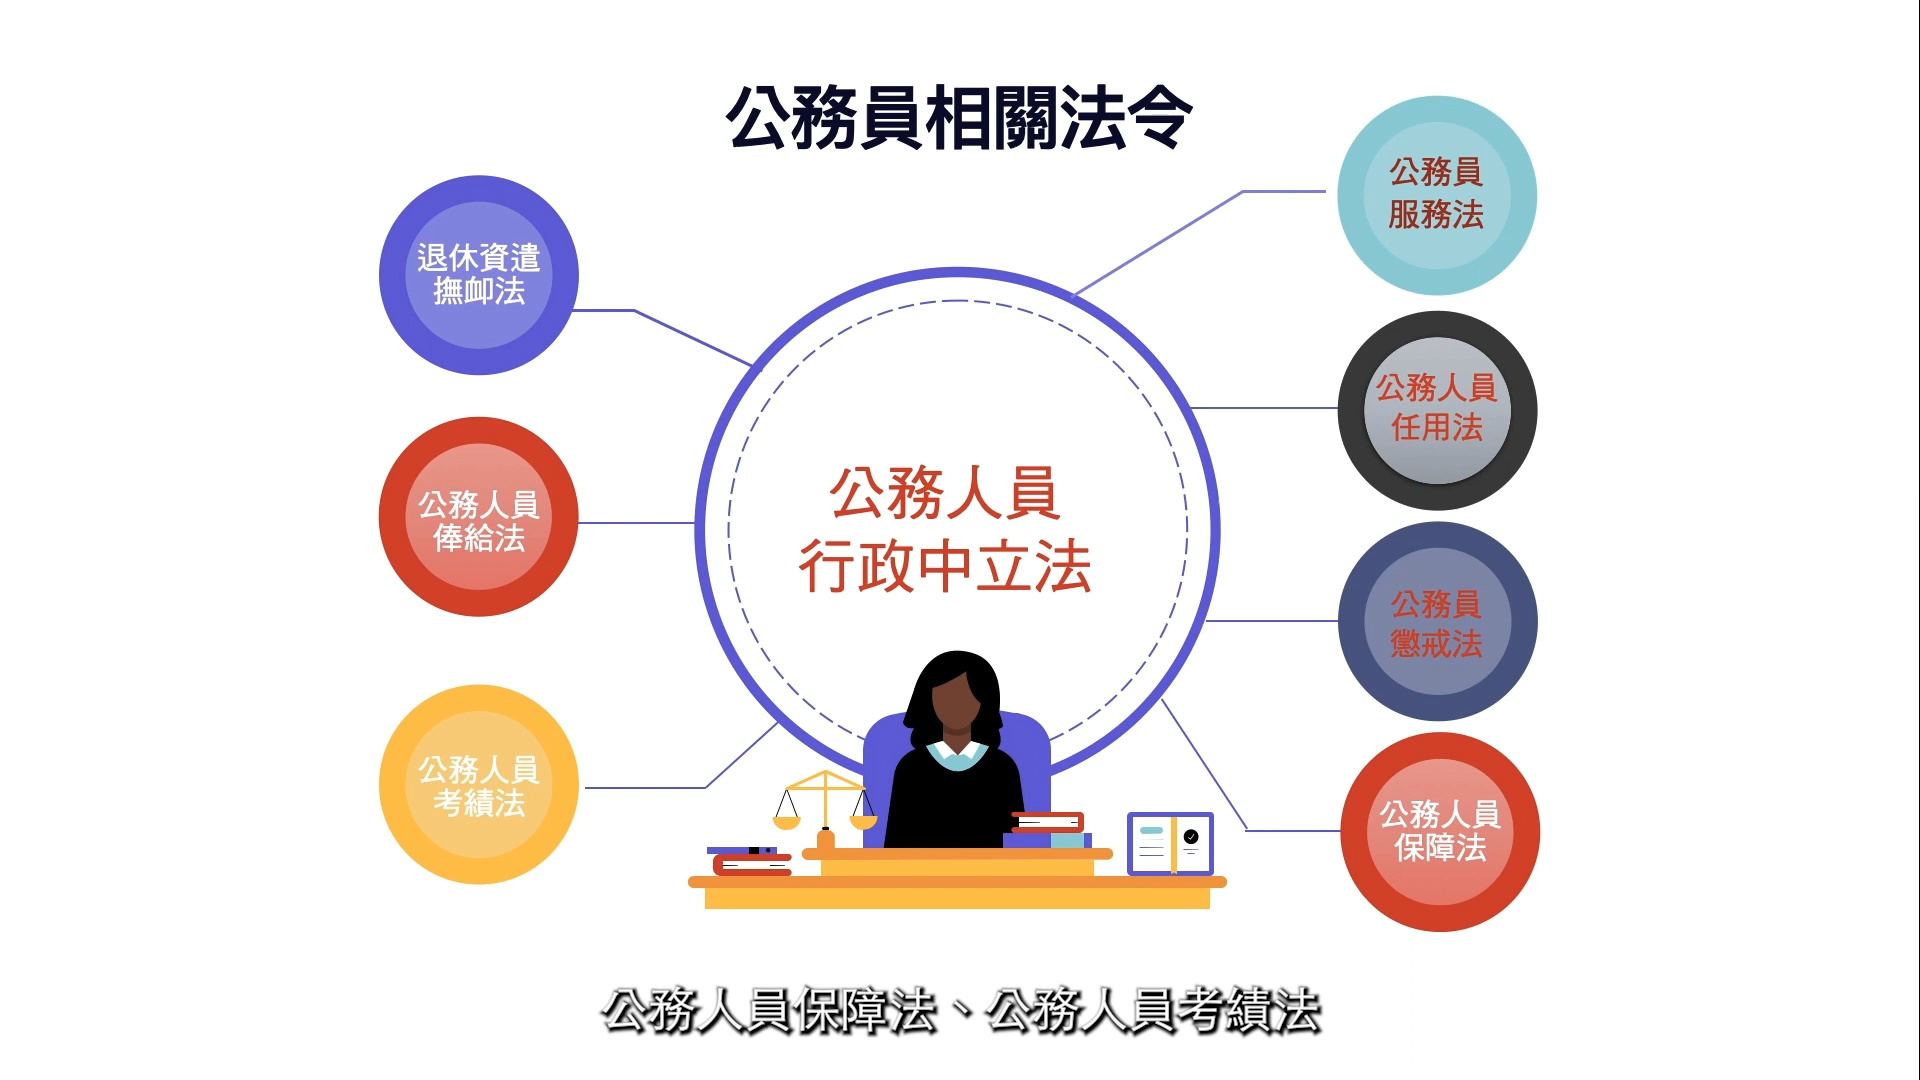 公務員相關法令
公務員
服務法
退休資遣
撫卹法
公務人員
任用法
公務人員
行政中立法
公務人員
俸給法
公務員
懲戒法
公務人員
考績法
公務人員
保障法
公務人員保障法、公務人員考績法